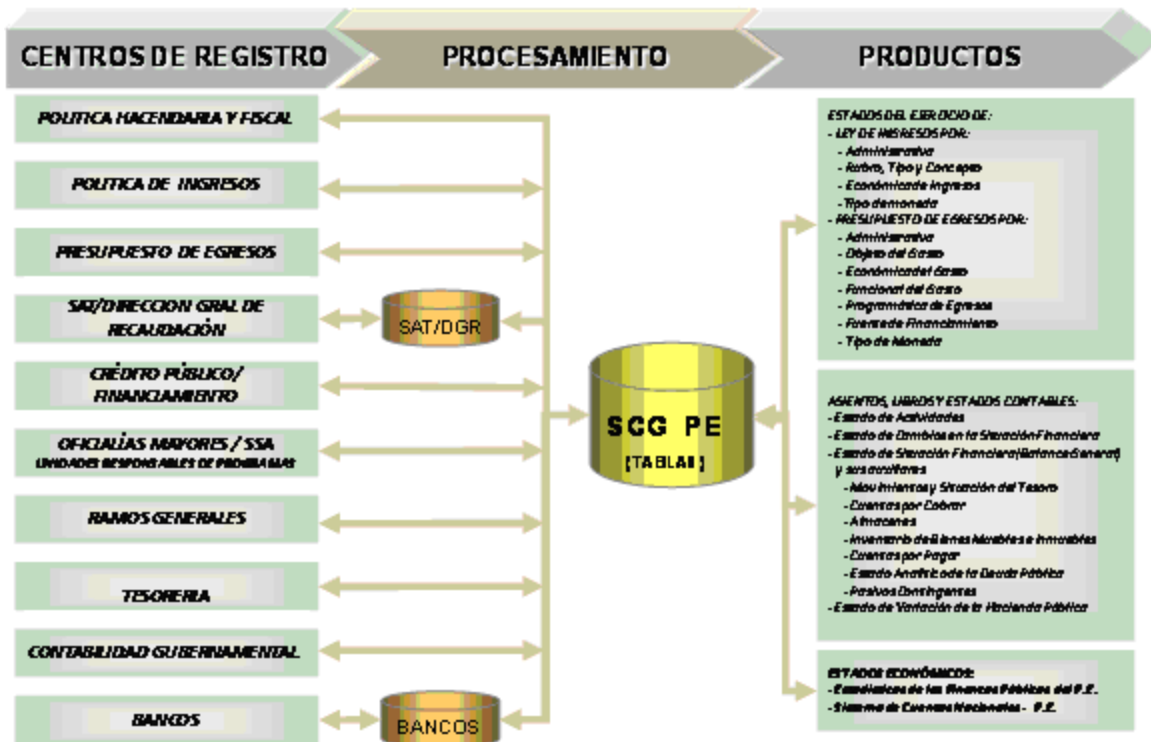 CENTROS DE REGISTRO
PROCESAMIENTO
PRODUCTOS
POLITICA HACENDARIA Y FISCAL
POLITICA DE INGRESOS
PRESUPUESTO DE EGRESOS
SAT/DIRECCION GRAL DE
RECAUDACIÓN
CRÉDITO PÚBLICO/
FINANCIAMIENTO
OFICIALÍAS MAYORES / SSA
UNIDADES RESPONSABLES DE PROGRAMAS
RAMOS GENERALES
TESORERIA
CONTABILIDAD GUBERNAMENTAL
BANCOS
SAT/DGR
BANCOS
SCG PE
(TABLAS)
ESTADOS DEL EJERCICIO DE:
- LEY DE INGRESOS POR:
- Administrativa
- Rubro, Tipo y Concepto
- Económica de Ingresos
- Tipo de moneda
- PRESUPUESTO DE EGRESOS POR:
- Administrativa
- Objeto del Gasto
- Económica del Gasto
- Funcional del Gasto
- Programática de Egresos
- Fuente de Financiamiento
- Tipo de Moneda
ASIENTOS, LIBROS Y ESTADOS CONTABLES:
- Estado de Actividades
- Estado de Cambios en la Situación Financiera
- Estado de Situación Financiera (Balance General)
y sus auxiliares
- Movimientos y Situación del Tesoro
- Cuentas por Cobrar
- Almacenes
- Inventario de Bienes Muebles e Inmuebles
- Cuentas por Pagar
- Estado Analítico de la Deuda Pública
- Pasivos Contingentes
- Estado de Variación de la Hacienda Pública
ESTADOS ECONÓMICOS:
- Estadísticas de las Finanzas Públicas del P.E.
- Sistema de Cuentas Nacionales - P.E.